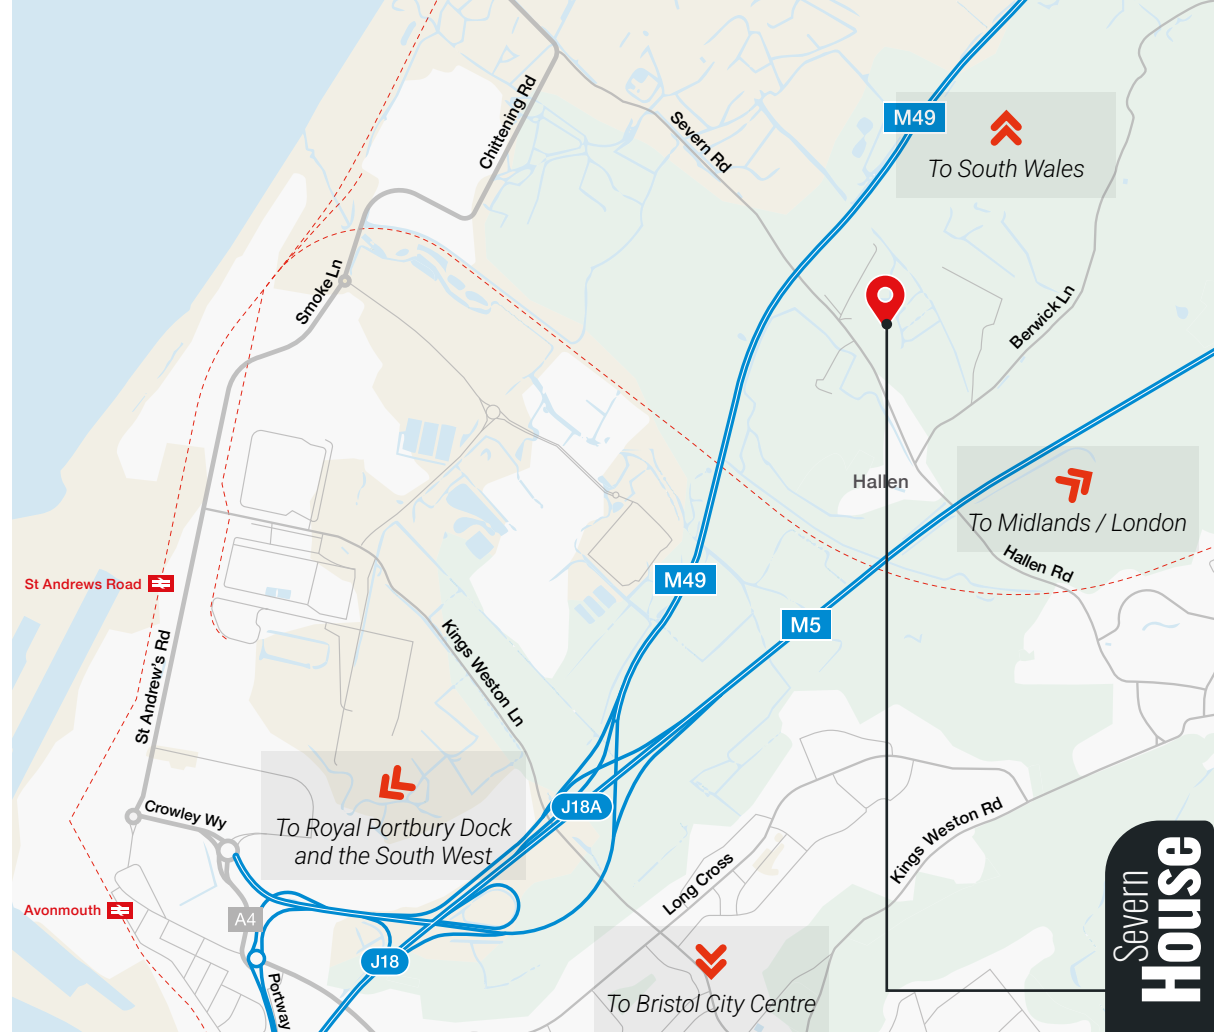 Chittening Rd
Severn Rd
M49
To South Wales
Smoke Ln
Berwick Ln
Hallen
To Midlands / London
Hallen Rd
St Andrews Road
M49
M5
St Andrew's Rd
Kings Weston Ln
J18A
Crowley Wy
To Royal Portbury Dock
and the South West
Kings Weston Rd
Long Cross
Avonmouth
A4
J18
Portway
To Bristol City Centre
Severn
House